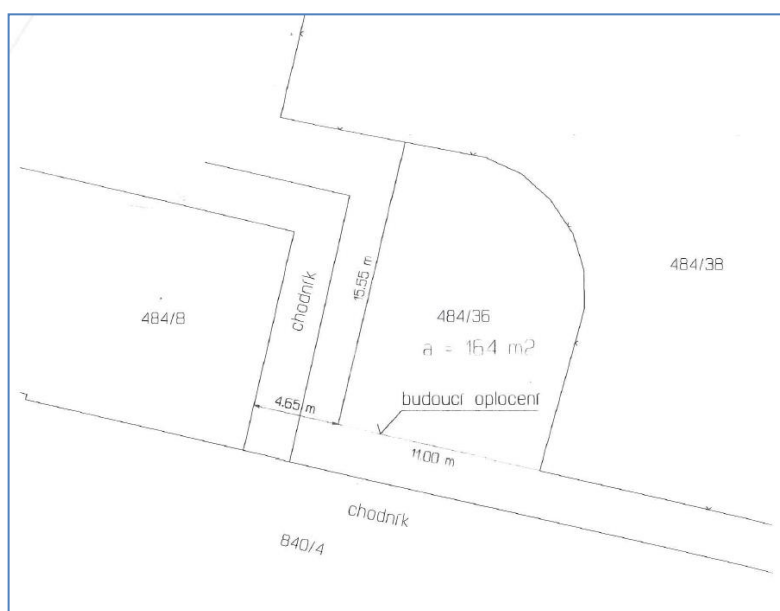 484/38
15.55 m
chodník
484/8
484/36
a = 164 m2
budoucí oplocení
4.65 m
11.00 m
chodník
840/4